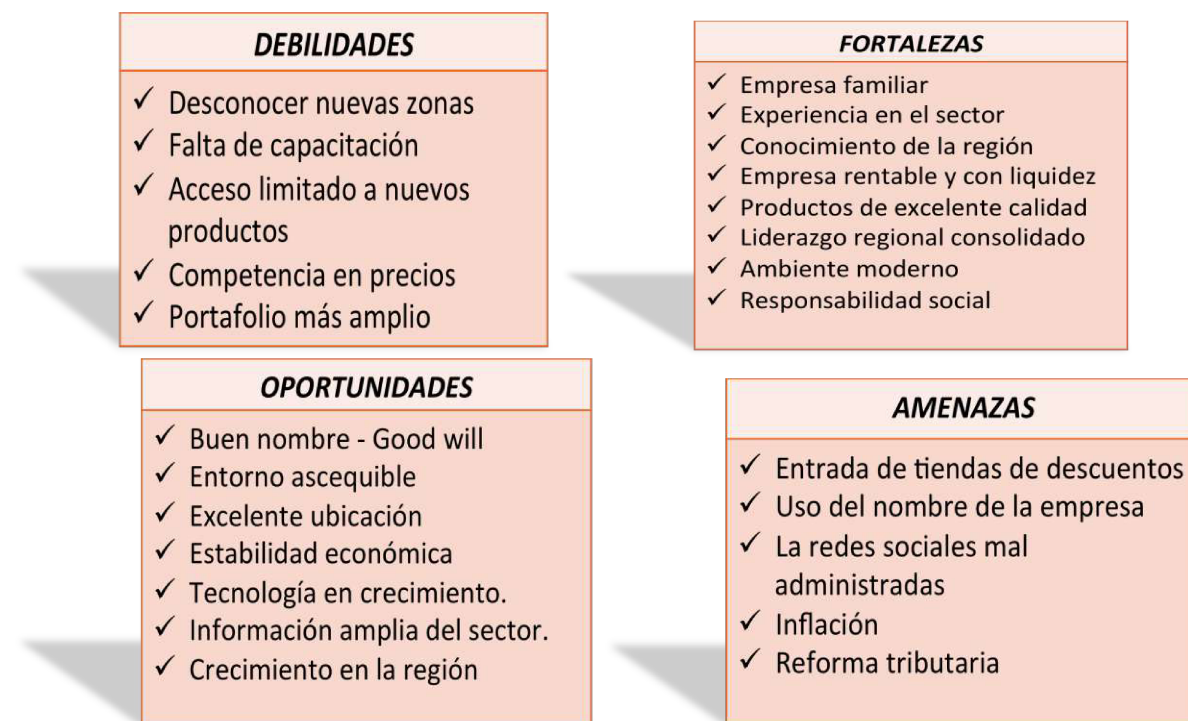 DEBILIDADES
✓ Desconocer nuevas zonas
✓ Falta de capacitación
✓ Acceso limitado a nuevos
productos
✓ Competencia en precios
✓ Portafolio más amplio
FORTALEZAS
✓ Empresa familiar
✓ Experiencia en el sector
✓ Conocimiento de la región
✓ Empresa rentable y con liquidez
✓ Productos de excelente calidad
✓ Liderazgo regional consolidado
✓ Ambiente moderno
✓ Responsabilidad social
OPORTUNIDADES
✓ Buen nombre - Good will
✓ Entorno ascequible
✓ Excelente ubicación
✓ Estabilidad económica
✓ Tecnología en crecimiento.
✓ Información amplia del sector.
✓ Crecimiento en la región
AMENAZAS
✓ Entrada de tiendas de descuentos
✓ Uso del nombre de la empresa
✓ La redes sociales mal
administradas
✓ Inflación
✓ Reforma tributaria